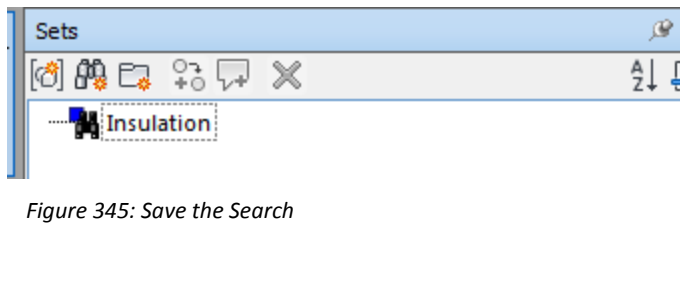 Sets
A
Z
Insulation
Figure 345: Save the Search